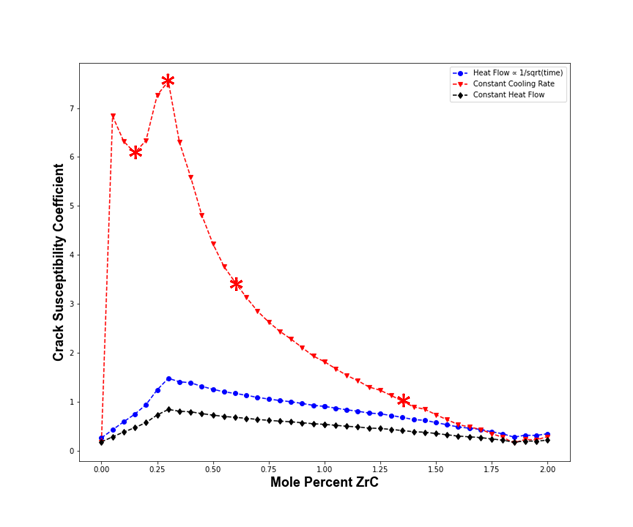 Heat Flow = 1/sqrt(time)
Constant Cooling Rate
Constant Heat Flow
Crack Susceptibility Coefficient
7
6
5
4
3
2
1
0
0.00 0.25 0.50 0.75 1.00 1.25 1.50 1.75 2.00
Mole Percent ZrC